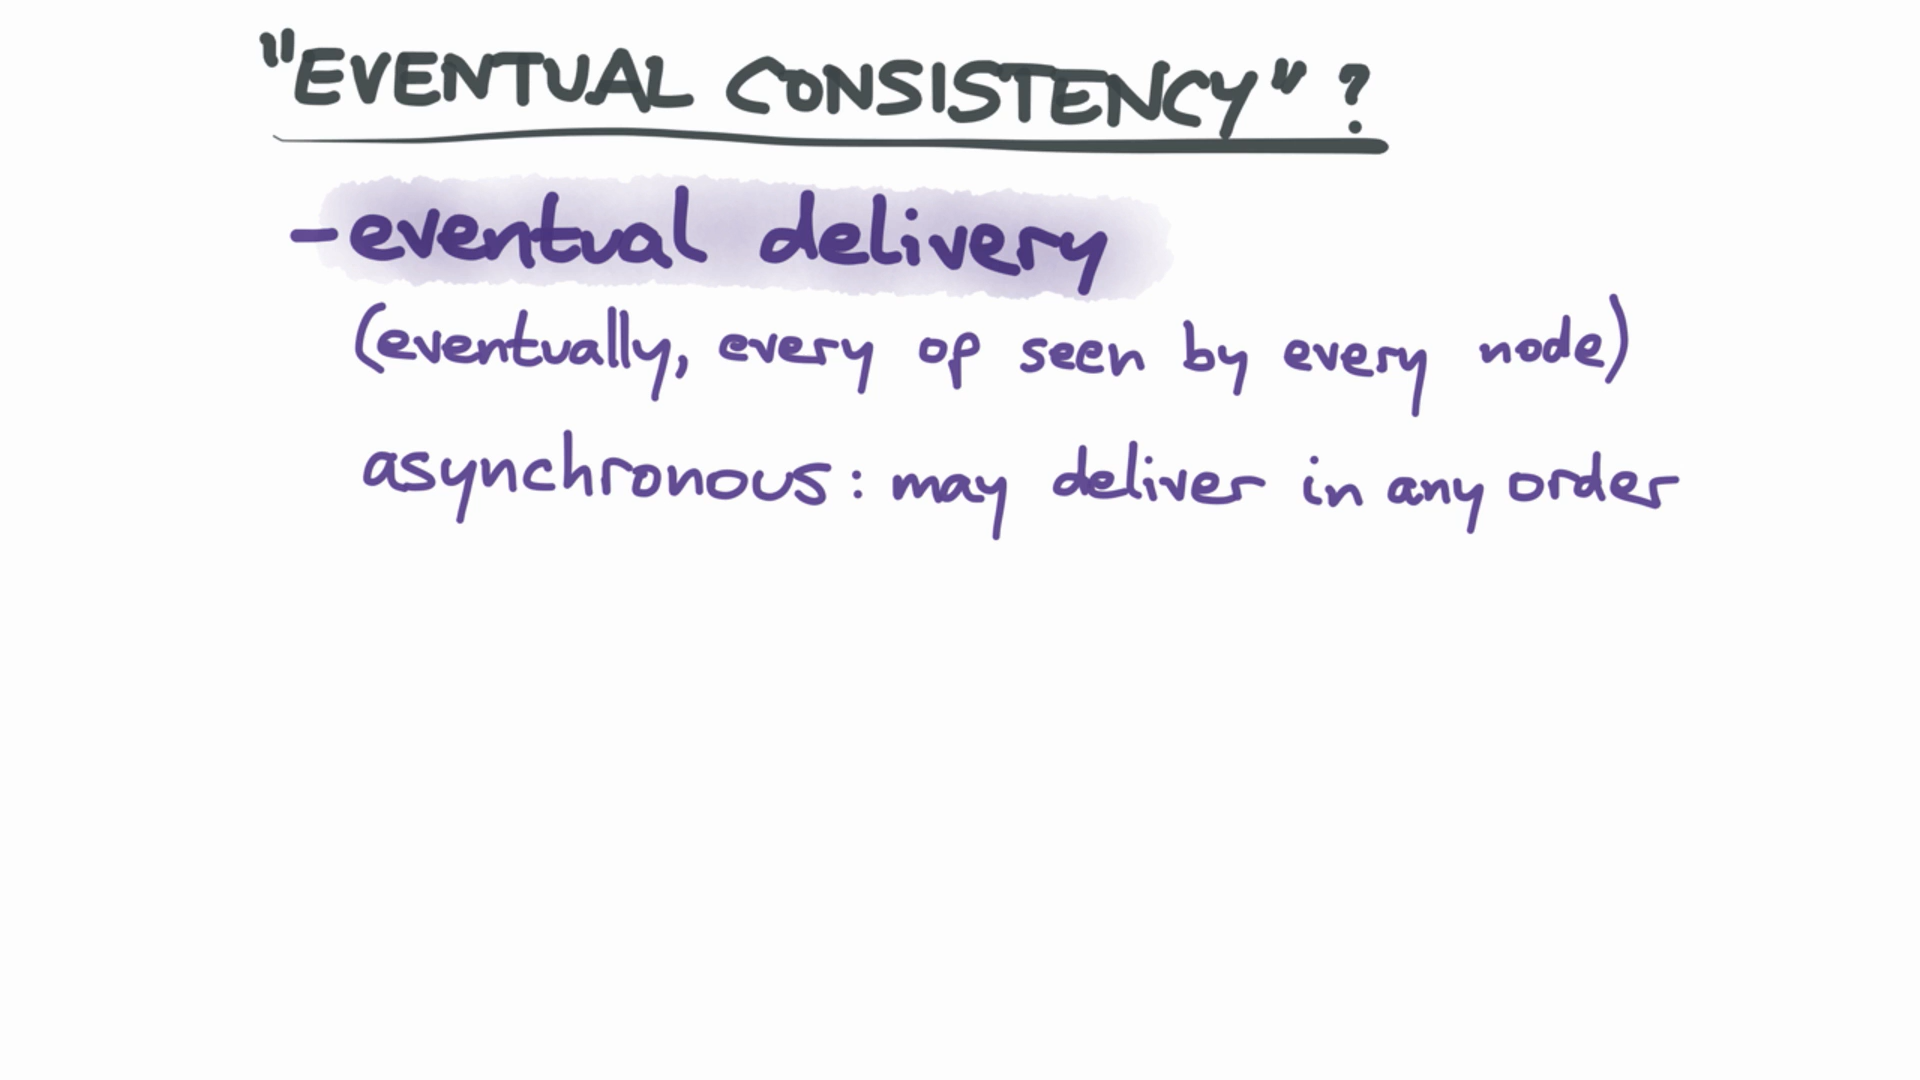 "EVENTUAL CONSISTENCY" ?
- eventual delivery
(eventually, every op seen by every node)
asynchronous: may deliver in any order